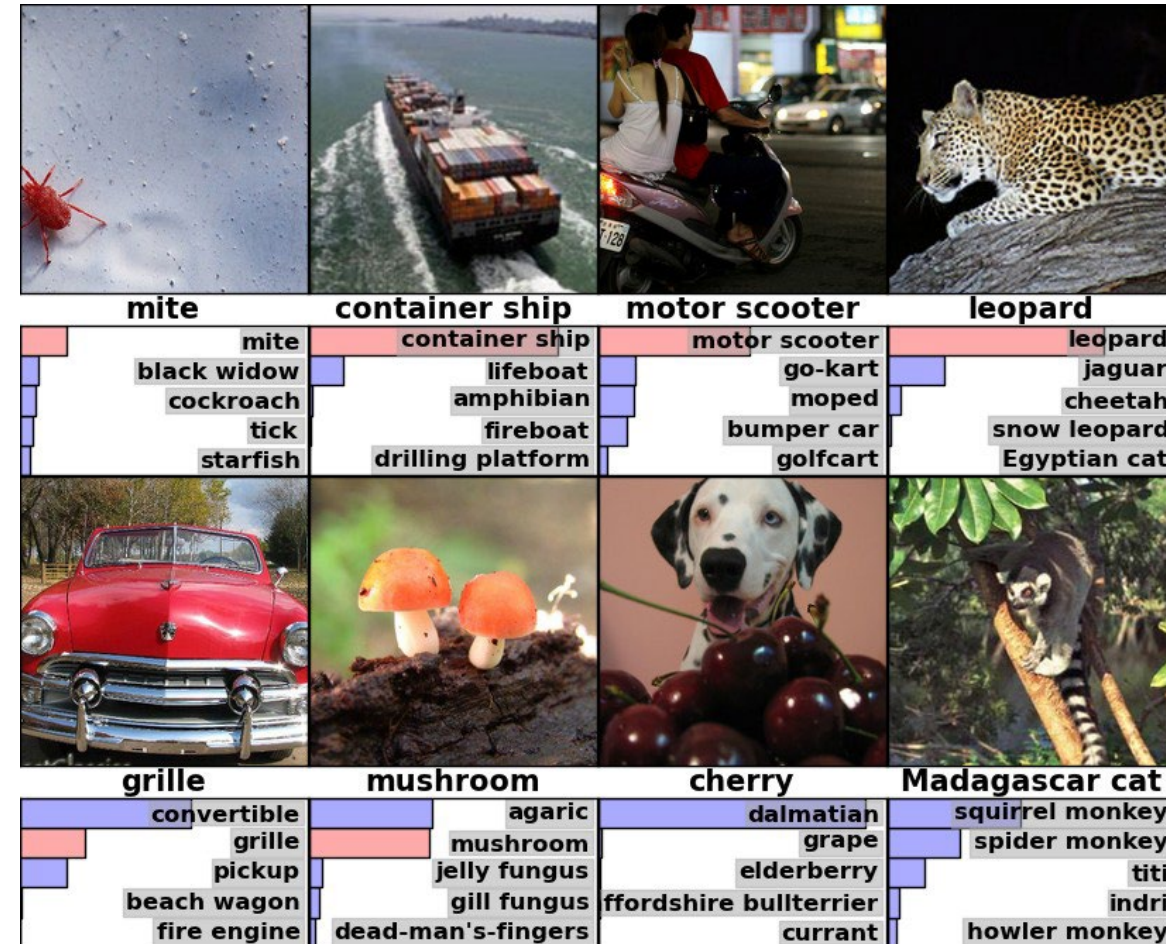 mite
container ship
motor scooter
leopard
mite
black widow
cockroach
tick
starfish
container ship
lifeboat
amphibian
fireboat
drilling platform
motor scooter
go-kart
moped
bumper car
golfcart
leopard
jaguar
cheetah
snow leopard
Egyptian cat
T-128
grille
mushroom
cherry
Madagascar cat
convertible
grille
pickup
beach wagon
fire engine
agaric
mushroom
jelly fungus
gill fungus
dead-man's-fingers
dalmatian
grape
elderberry
ffordshire bullterrier
currant
squirrel monkey
spider monkey
titi
indri
howler monkey